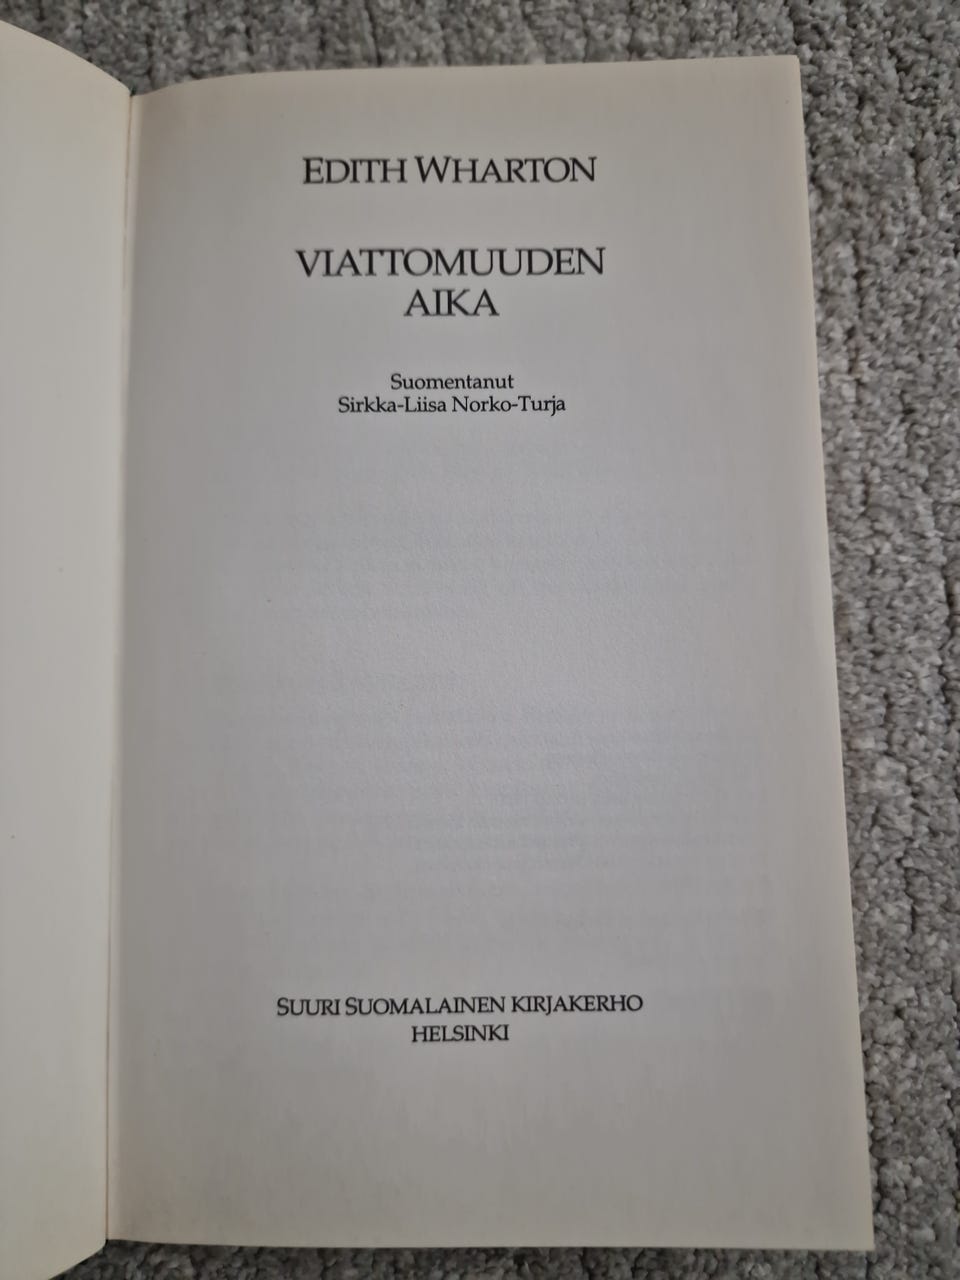 EDITH WHARTON
VIATTOMUUDEN
AIKA
Suomentanut
Sirkka-Liisa Norko-Turja
SUURI SUOMALAINEN KIRJAKERHO
HELSINKI